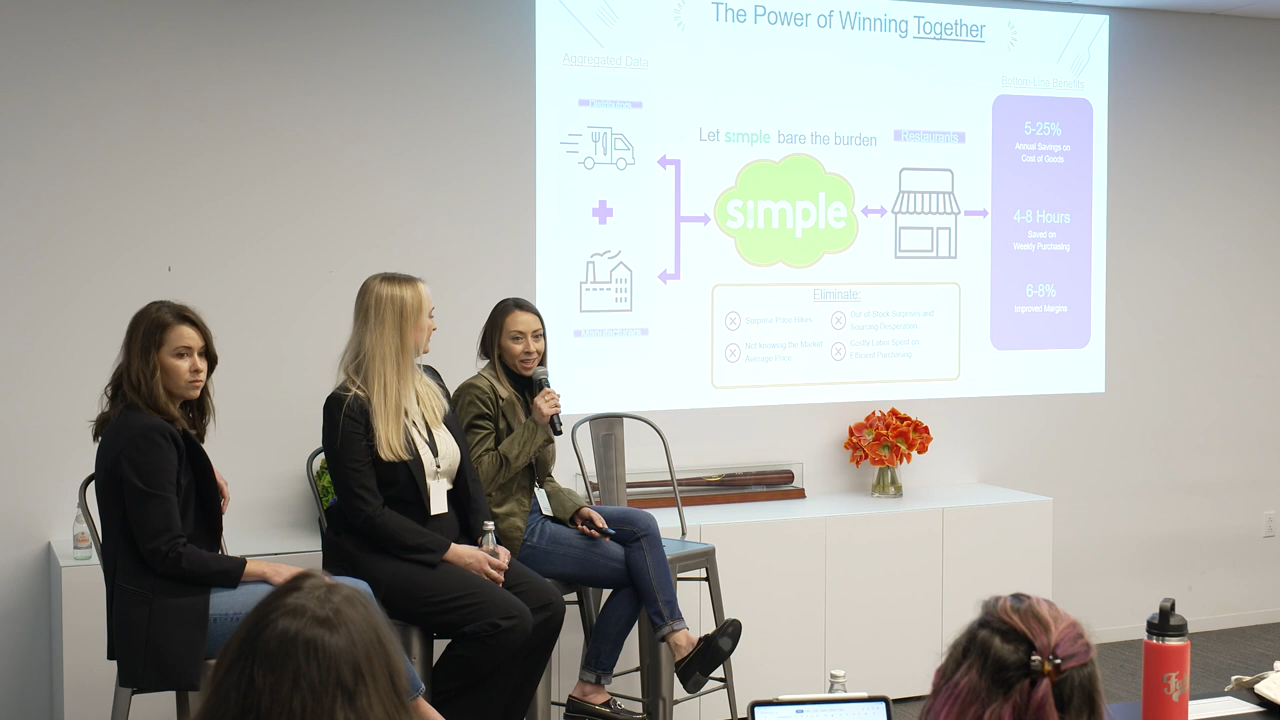 The Power of Winning Together
Aggregated Data
Bottom-Line Benefits
Distributors
Let simple bare the burden
Restaurants
simple
Manufacturers
5-25%
Annual Savings on
Cost of Goods
4-8 Hours
Saved on
Weekly Purchasing
6-8%
Improved Margins
Eliminate:
Surprise Price Hikes
Out-of-Stock Surprises and
Sourcing Desperation
Not knowing the Market
Average Price
Costly Labor Spent on
Efficient Purchasing